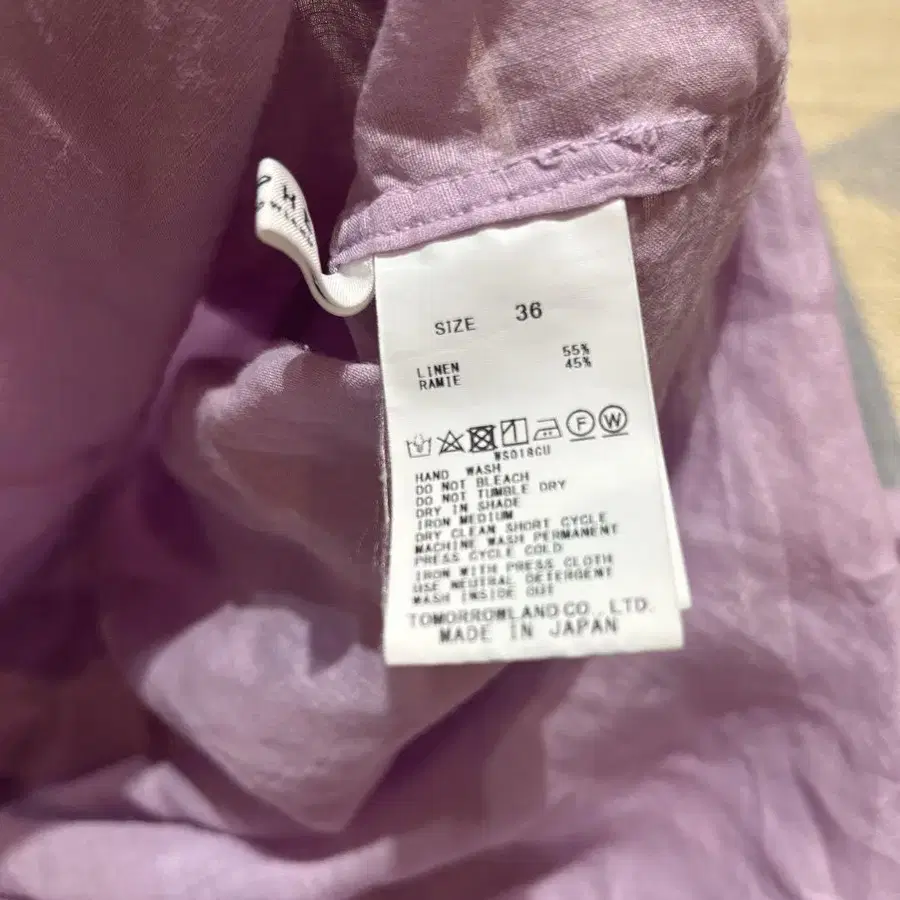 SIZE 36
LINEN 55%
RAMIE 45%
F W
WS018CU
HAND WASH
DO NOT BLEACH
DO NOT TUMBLE DRY
DRY IN SHADE
IRON MEDIUM
DRY CLEAN SHORT CYCLE
MACHINE WASH PERMANENT
PRESS CYCLE COLD
IRON WITH PRESS CLOTH
USE NEUTRAL DETERGENT
WASH INSIDE OUT
TOMORROWLAND CO., LTD.
MADE IN JAPAN